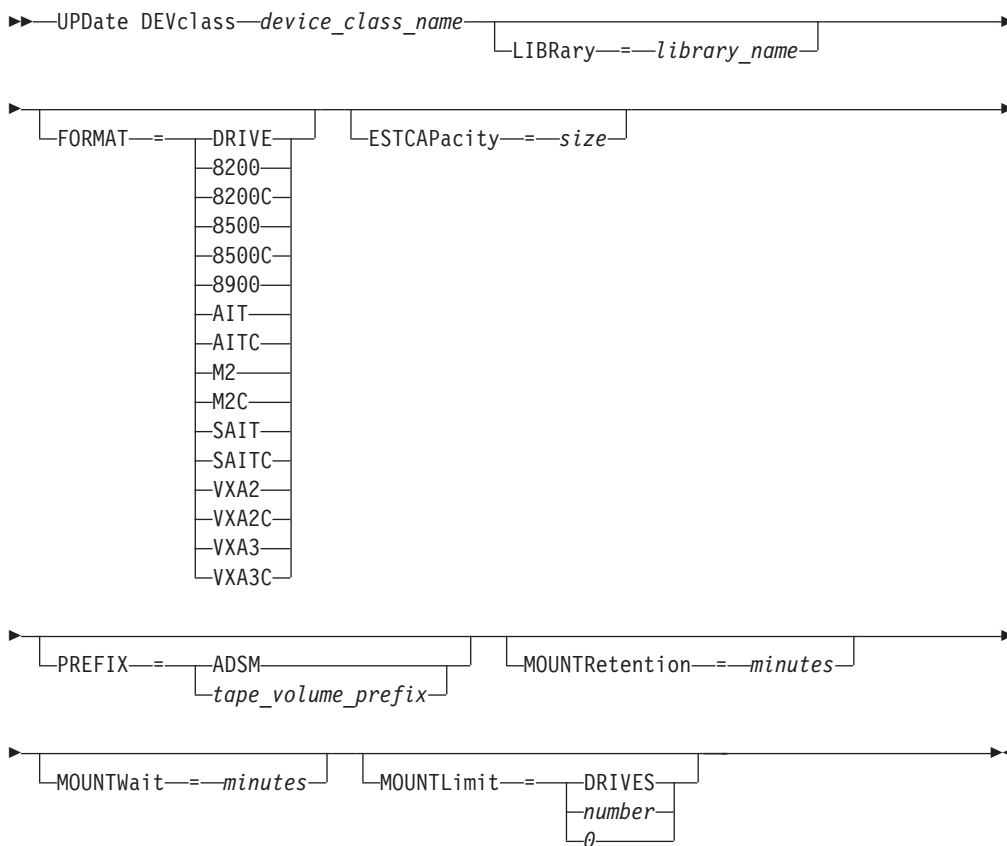 UPDate DEVclass device_class_name
LIBRary = library_name
FORMAT = DRIVE
8200
8200C
8500
8500C
8900
AIT
AITC
M2
M2C
SAIT
SAITC
VXA2
VXA2C
VXA3
VXA3C
ESTCAPacity = size
PREFIX = ADSM
tape_volume_prefix
MOUNTRetention = minutes
MOUNTWait = minutes
MOUNTLimit = DRIVES
number
0